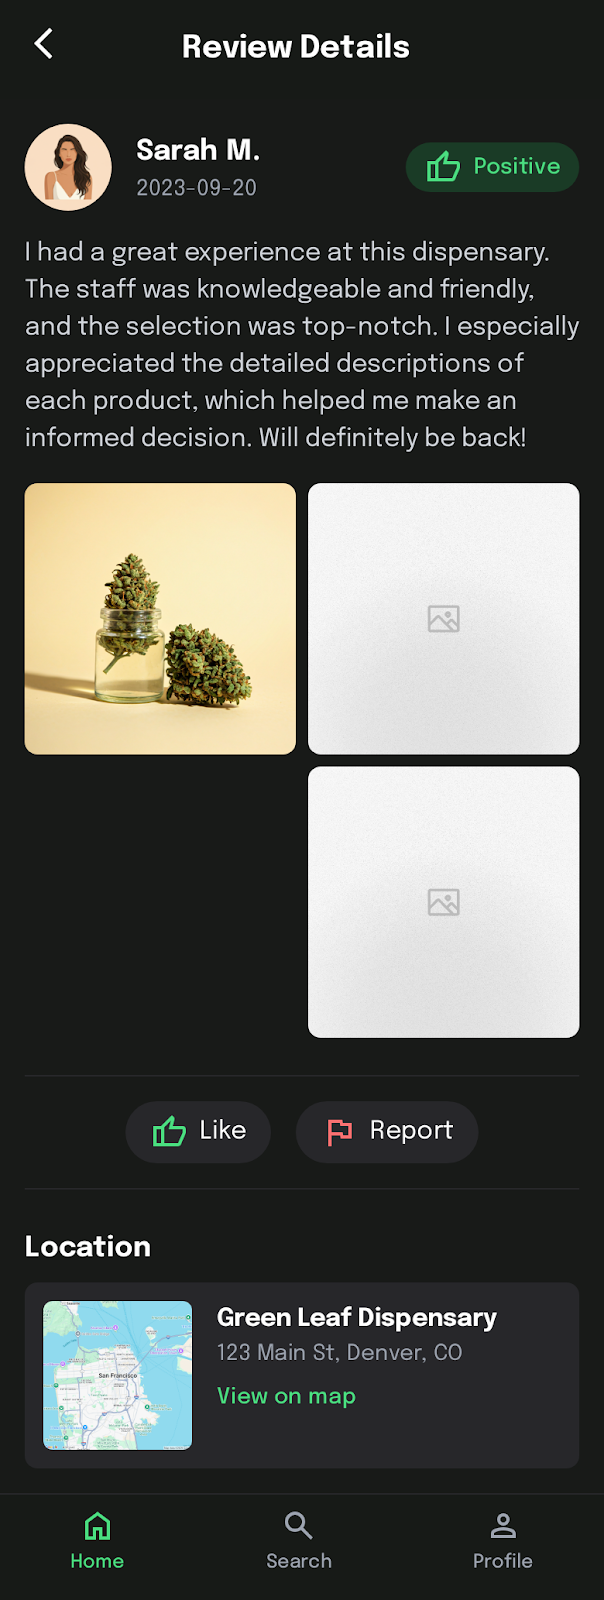 Review Details
Sarah M.
2023-09-20
Positive
I had a great experience at this dispensary.
The staff was knowledgeable and friendly,
and the selection was top-notch. I especially
appreciated the detailed descriptions of
each product, which helped me make an
informed decision. Will definitely be back!
Like
Report
Location
San Francisco
Green Leaf Dispensary
123 Main St, Denver, CO
View on map
Home
Search
Profile